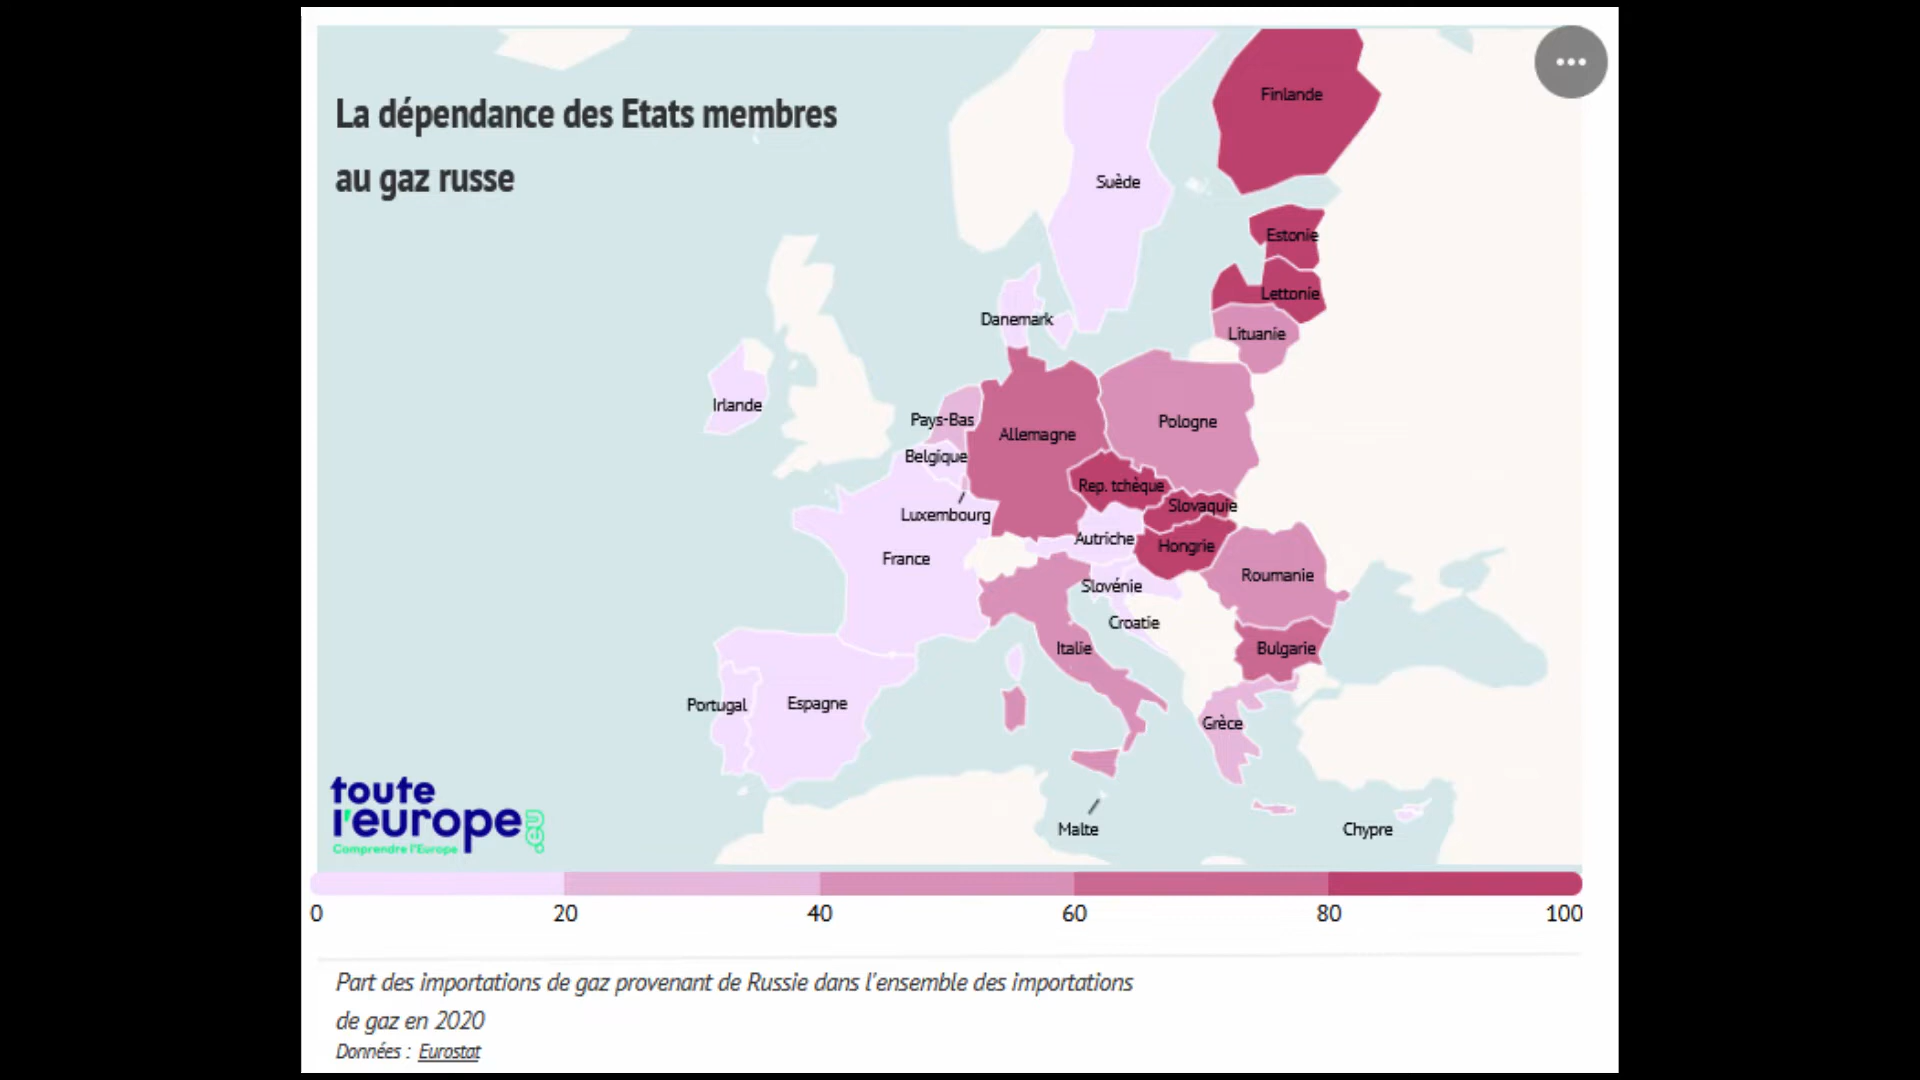 La dépendance des Etats membres
au gaz russe
Finlande
Suède
Estonie
Lettonie
Danemark
Lituanie
Irlande
Pays-Bas
Allemagne
Pologne
Belgique
Rep. tchèque
Slovaquie
Luxembourg
Autriche
Hongrie
France
Roumanie
Slovénie
Croatie
Italie
Bulgarie
Portugal
Espagne
Grèce
toute
l'europe.eu
Comprendre l'Europe
Malte
Chypre
0 20 40 60 80 100
Part des importations de gaz provenant de Russie dans l'ensemble des importations
de gaz en 2020
Données : Eurostat